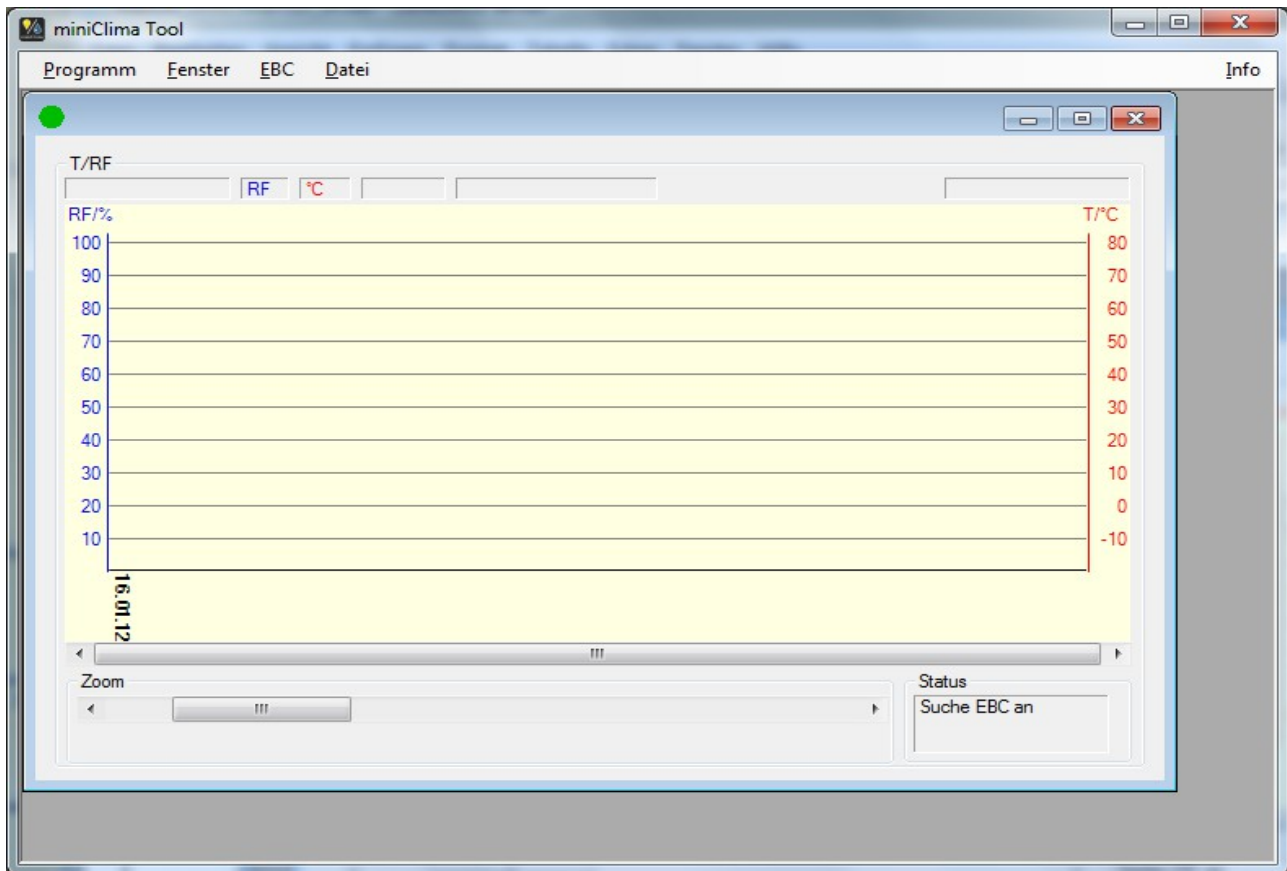 miniClima Tool
Programm Fenster EBC Datei Info
T/RF
RF °C
RF/% T/°C
100 80
90 70
80 60
70 50
60 40
50 30
40 20
30 10
20 0
10 -10
16.01.12
Zoom Status
Suche EBC an